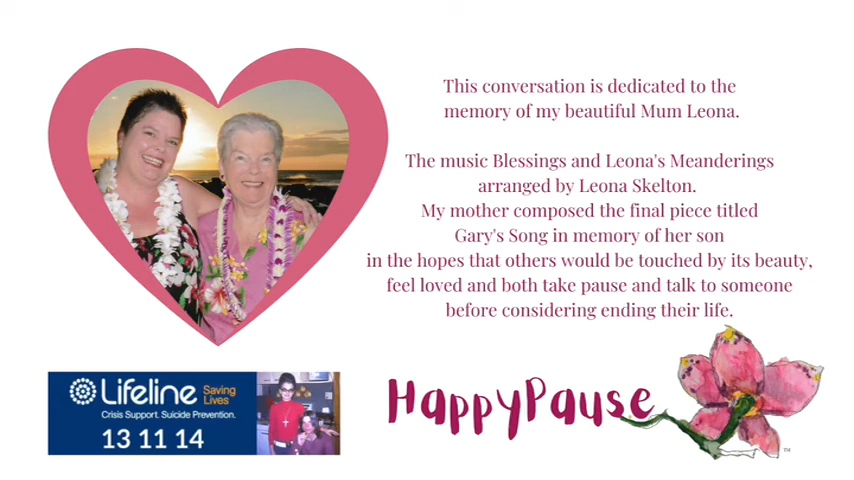 This conversation is dedicated to the
memory of my beautiful Mum Leona.
The music Blessings and Leona's Meanderings
arranged by Leona Skelton.
My mother composed the final piece titled
Gary's Song in memory of her son
in the hopes that others would be touched by its beauty,
feel loved and both take pause and talk to someone
before considering ending their life.
Lifeline Saving
Lives
Crisis Support. Suicide Prevention.
13 11 14
HappyPause
TM